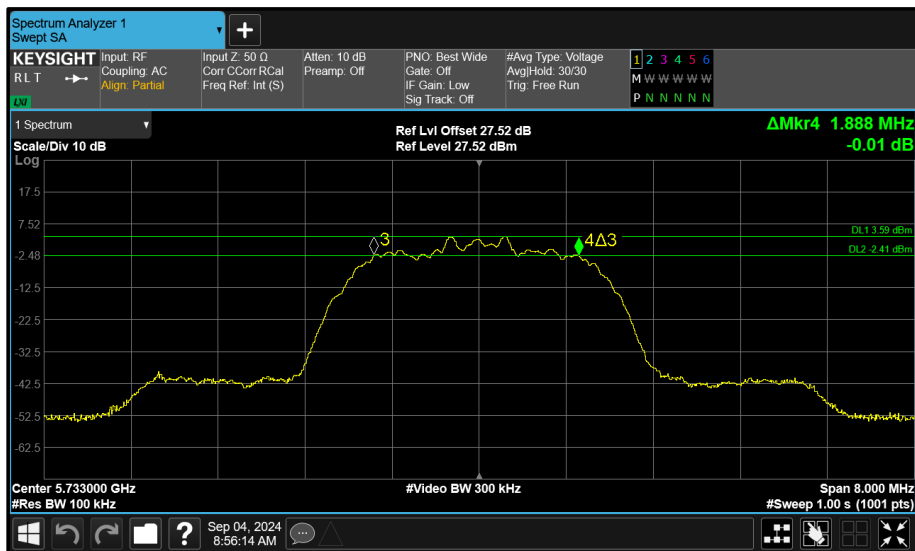 Spectrum Analyzer 1
Swept SA
KEYSIGHT
R L T
LXI
Input: RF
Coupling: AC
Align: Partial
Input Z: 50 Ω
Corr CCorr RCal
Freq Ref: Int (S)
Atten: 10 dB
Preamp: Off
PNO: Best Wide
Gate: Off
IF Gain: Low
Sig Track: Off
#Avg Type: Voltage
Avg|Hold: 30/30
Trig: Free Run
1 2 3 4 5 6
M W W W W W
P N N N N N
1 Spectrum
Scale/Div 10 dB
Ref Lvl Offset 27.52 dB
Ref Level 27.52 dBm
ΔMkr4 1.888 MHz
-0.01 dB
Log
17.5
7.52
-2.48
-12.5
-22.5
-32.5
-42.5
-52.5
-62.5
3
4Δ3
DL1 3.59 dBm
DL2 -2.41 dBm
Center 5.733000 GHz
#Video BW 300 kHz
Span 8.000 MHz
#Res BW 100 kHz
#Sweep 1.00 s (1001 pts)
?
Sep 04, 2024
8:56:14 AM